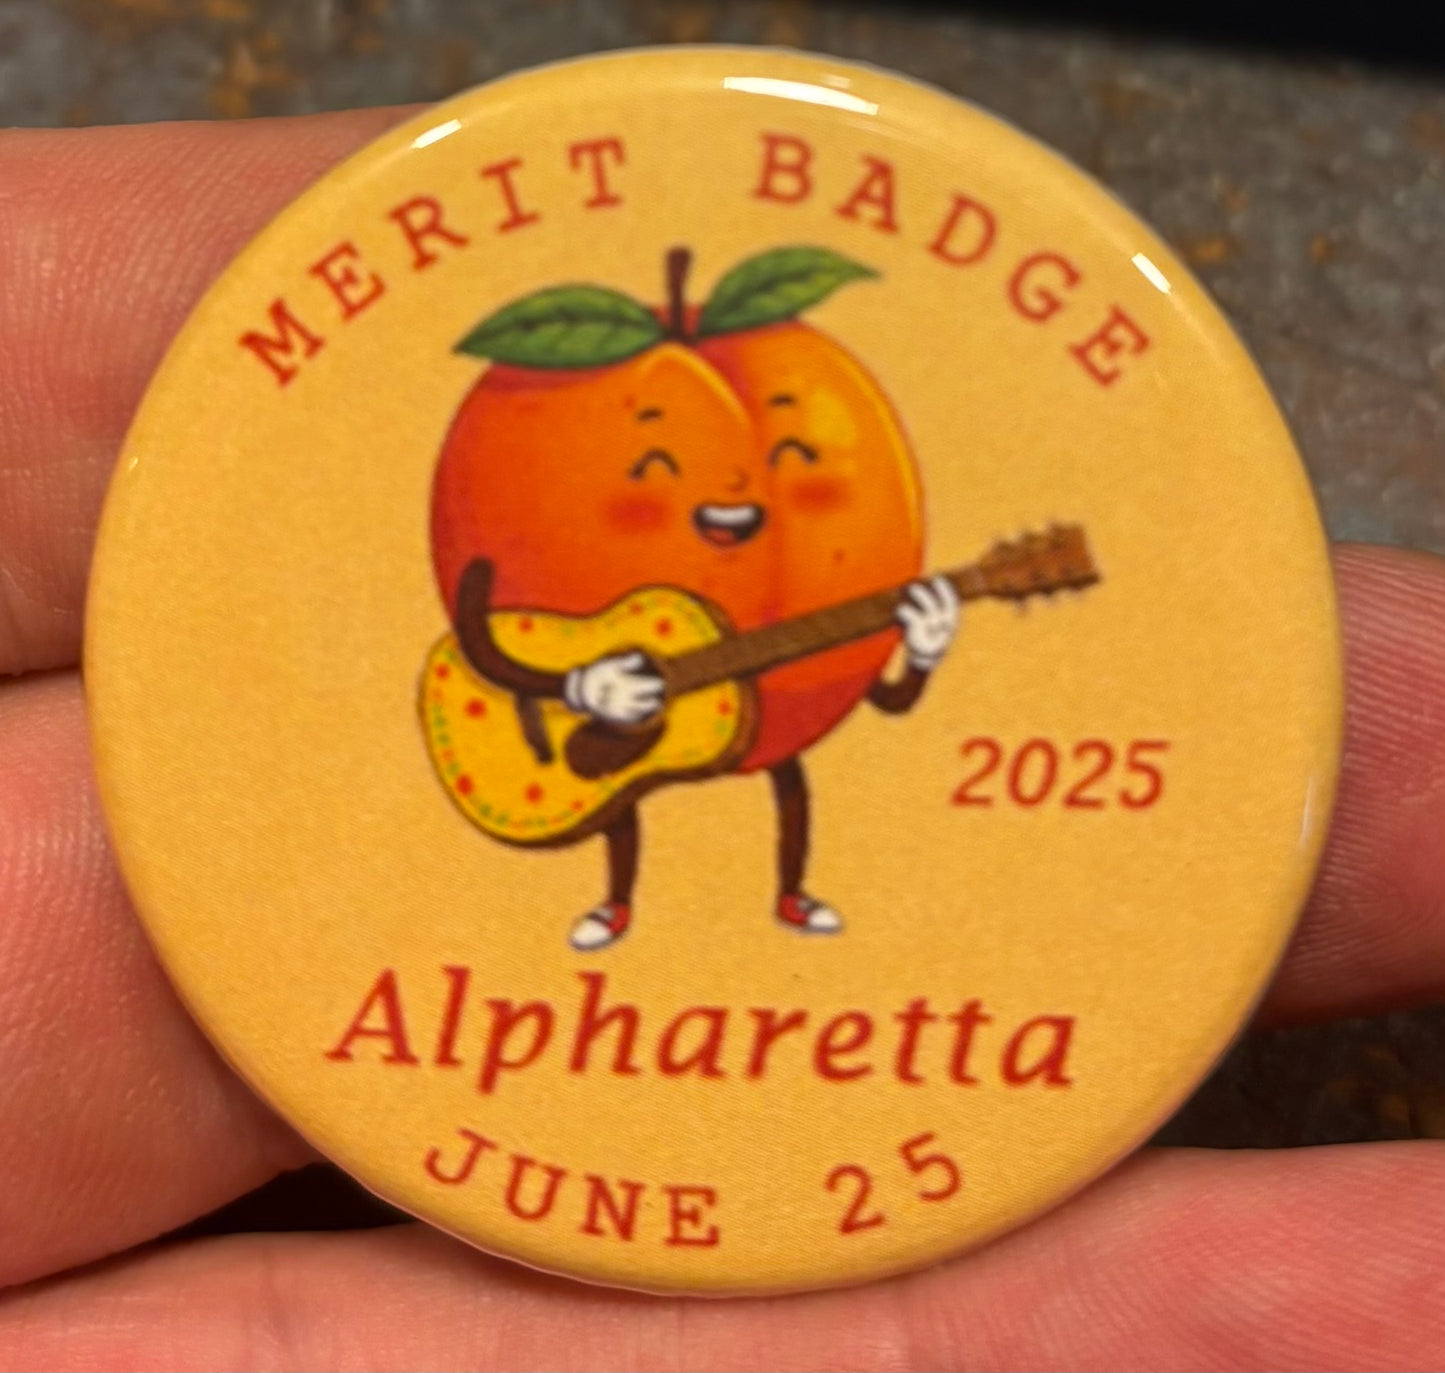 MERIT BADGE
2025
Alpharetta
JUNE 25